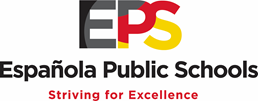 EPS
Española Public Schools
Striving for Excellence